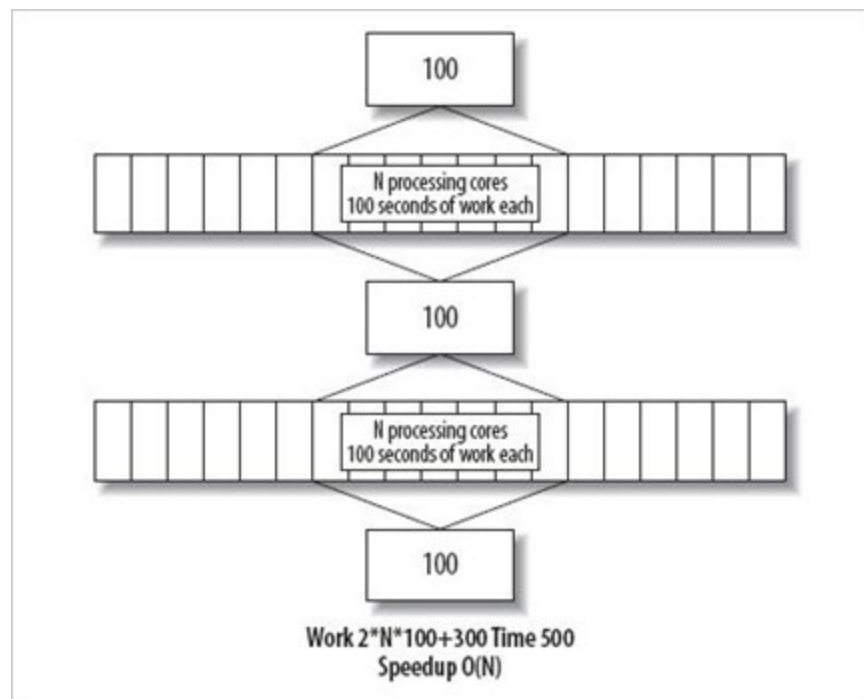 100
N processing cores
100 seconds of work each
100
N processing cores
100 seconds of work each
100
Work 2*N*100+300 Time 500
Speedup O(N)